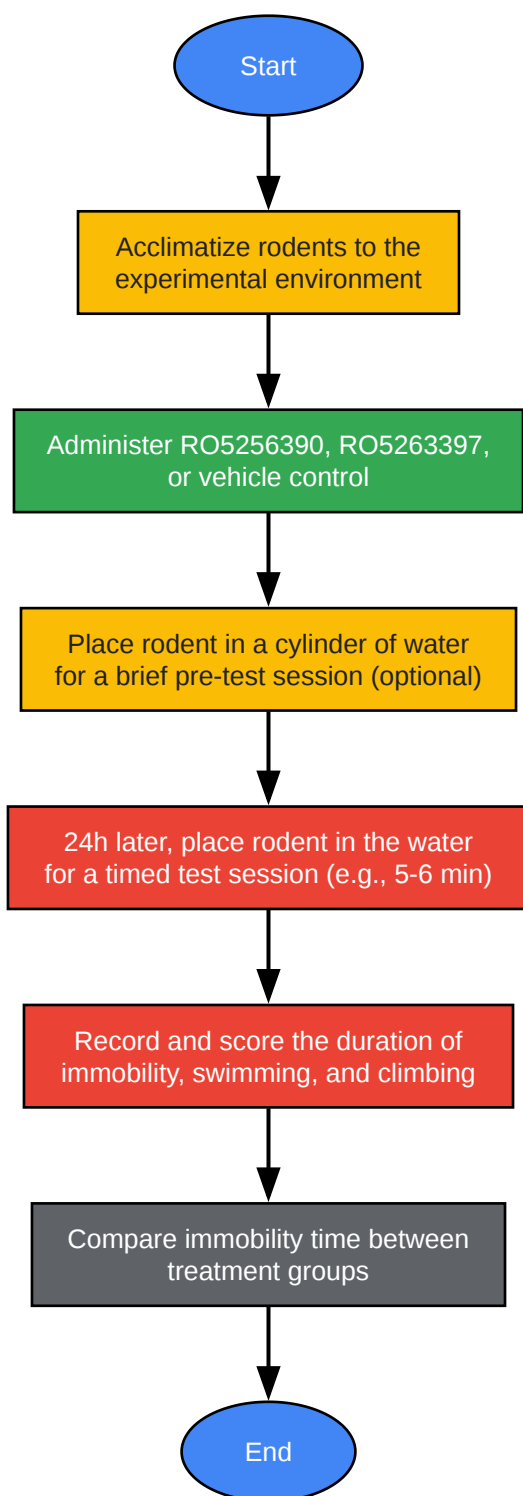 Start
Acclimatize rodents to the
experimental environment
Administer RO5256390, RO5263397,
or vehicle control
Place rodent in a cylinder of water
for a brief pre-test session (optional)
24h later, place rodent in the water
for a timed test session (e.g., 5-6 min)
Record and score the duration of
immobility, swimming, and climbing
Compare immobility time between
treatment groups
End